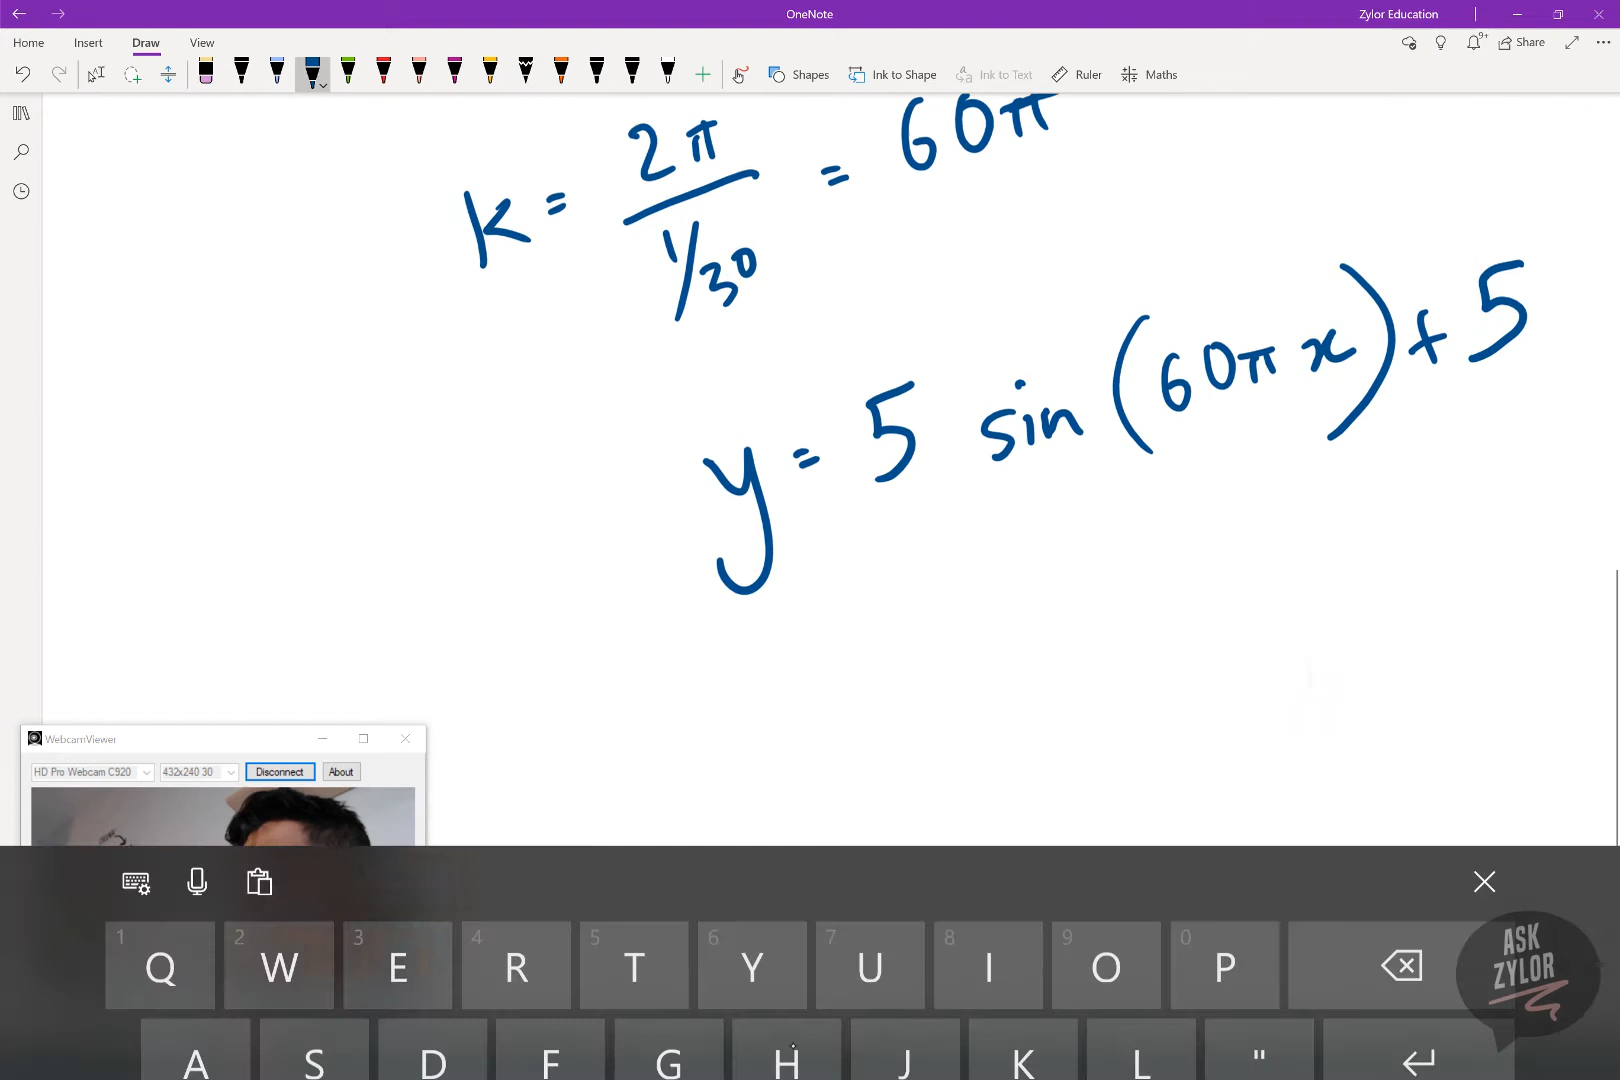 OneNote
Zylor Education
Home Insert Draw View
9+ Share
Shapes Ink to Shape Ink to Text Ruler Maths
k = 2π / 1/30 = 60π
y = 5 sin (60π x) + 5
WebcamViewer
HD Pro Webcam C920 432x240 30 Disconnect About
1 2 3 4 5 6 7 8 9 0
Q W E R T Y U I O P
ASK
ZYLOR
A S D F G H J K L "